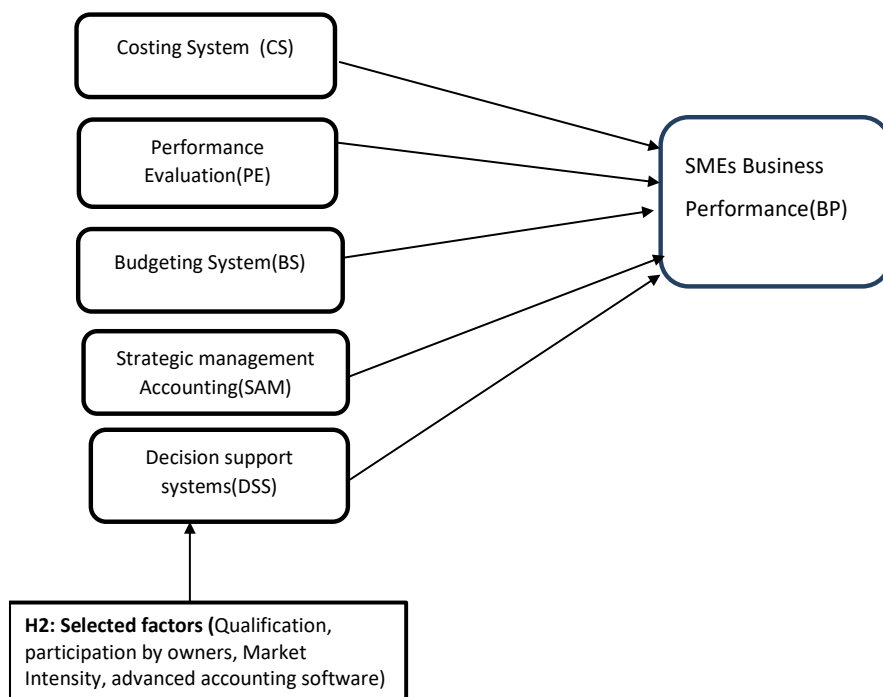 Costing System (CS)
Performance
Evaluation(PE)
SMEs Business
Performance(BP)
Budgeting System(BS)
Strategic management
Accounting(SAM)
Decision support
systems(DSS)
H2: Selected factors (Qualification,
participation by owners, Market
Intensity, advanced accounting software)